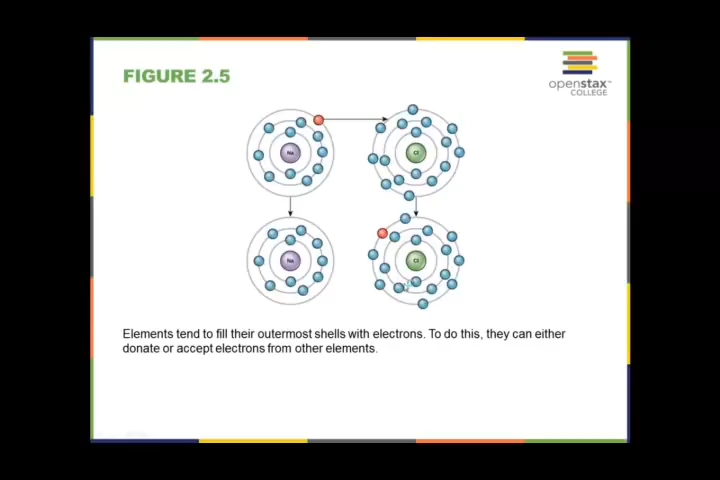 FIGURE 2.5
openstax™
COLLEGE
Na
Cl
Na
Cl
Elements tend to fill their outermost shells with electrons. To do this, they can either
donate or accept electrons from other elements.